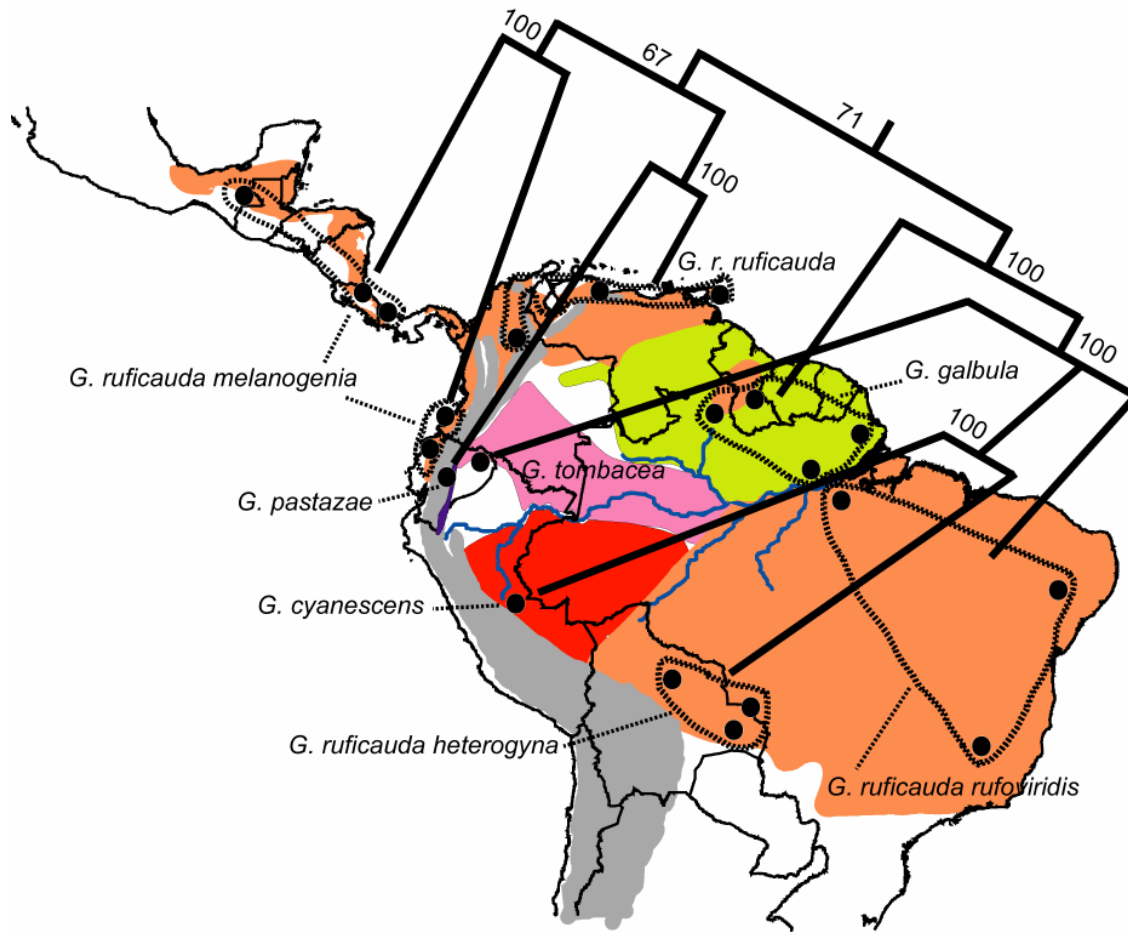 100
67
71
100
100
100
100
G. r. ruficauda
G. ruficauda melanogenia
G. galbula
G. tombacea
G. pastazae
G. cyanescens
G. ruficauda heterogyna
G. ruficauda rufoviridis